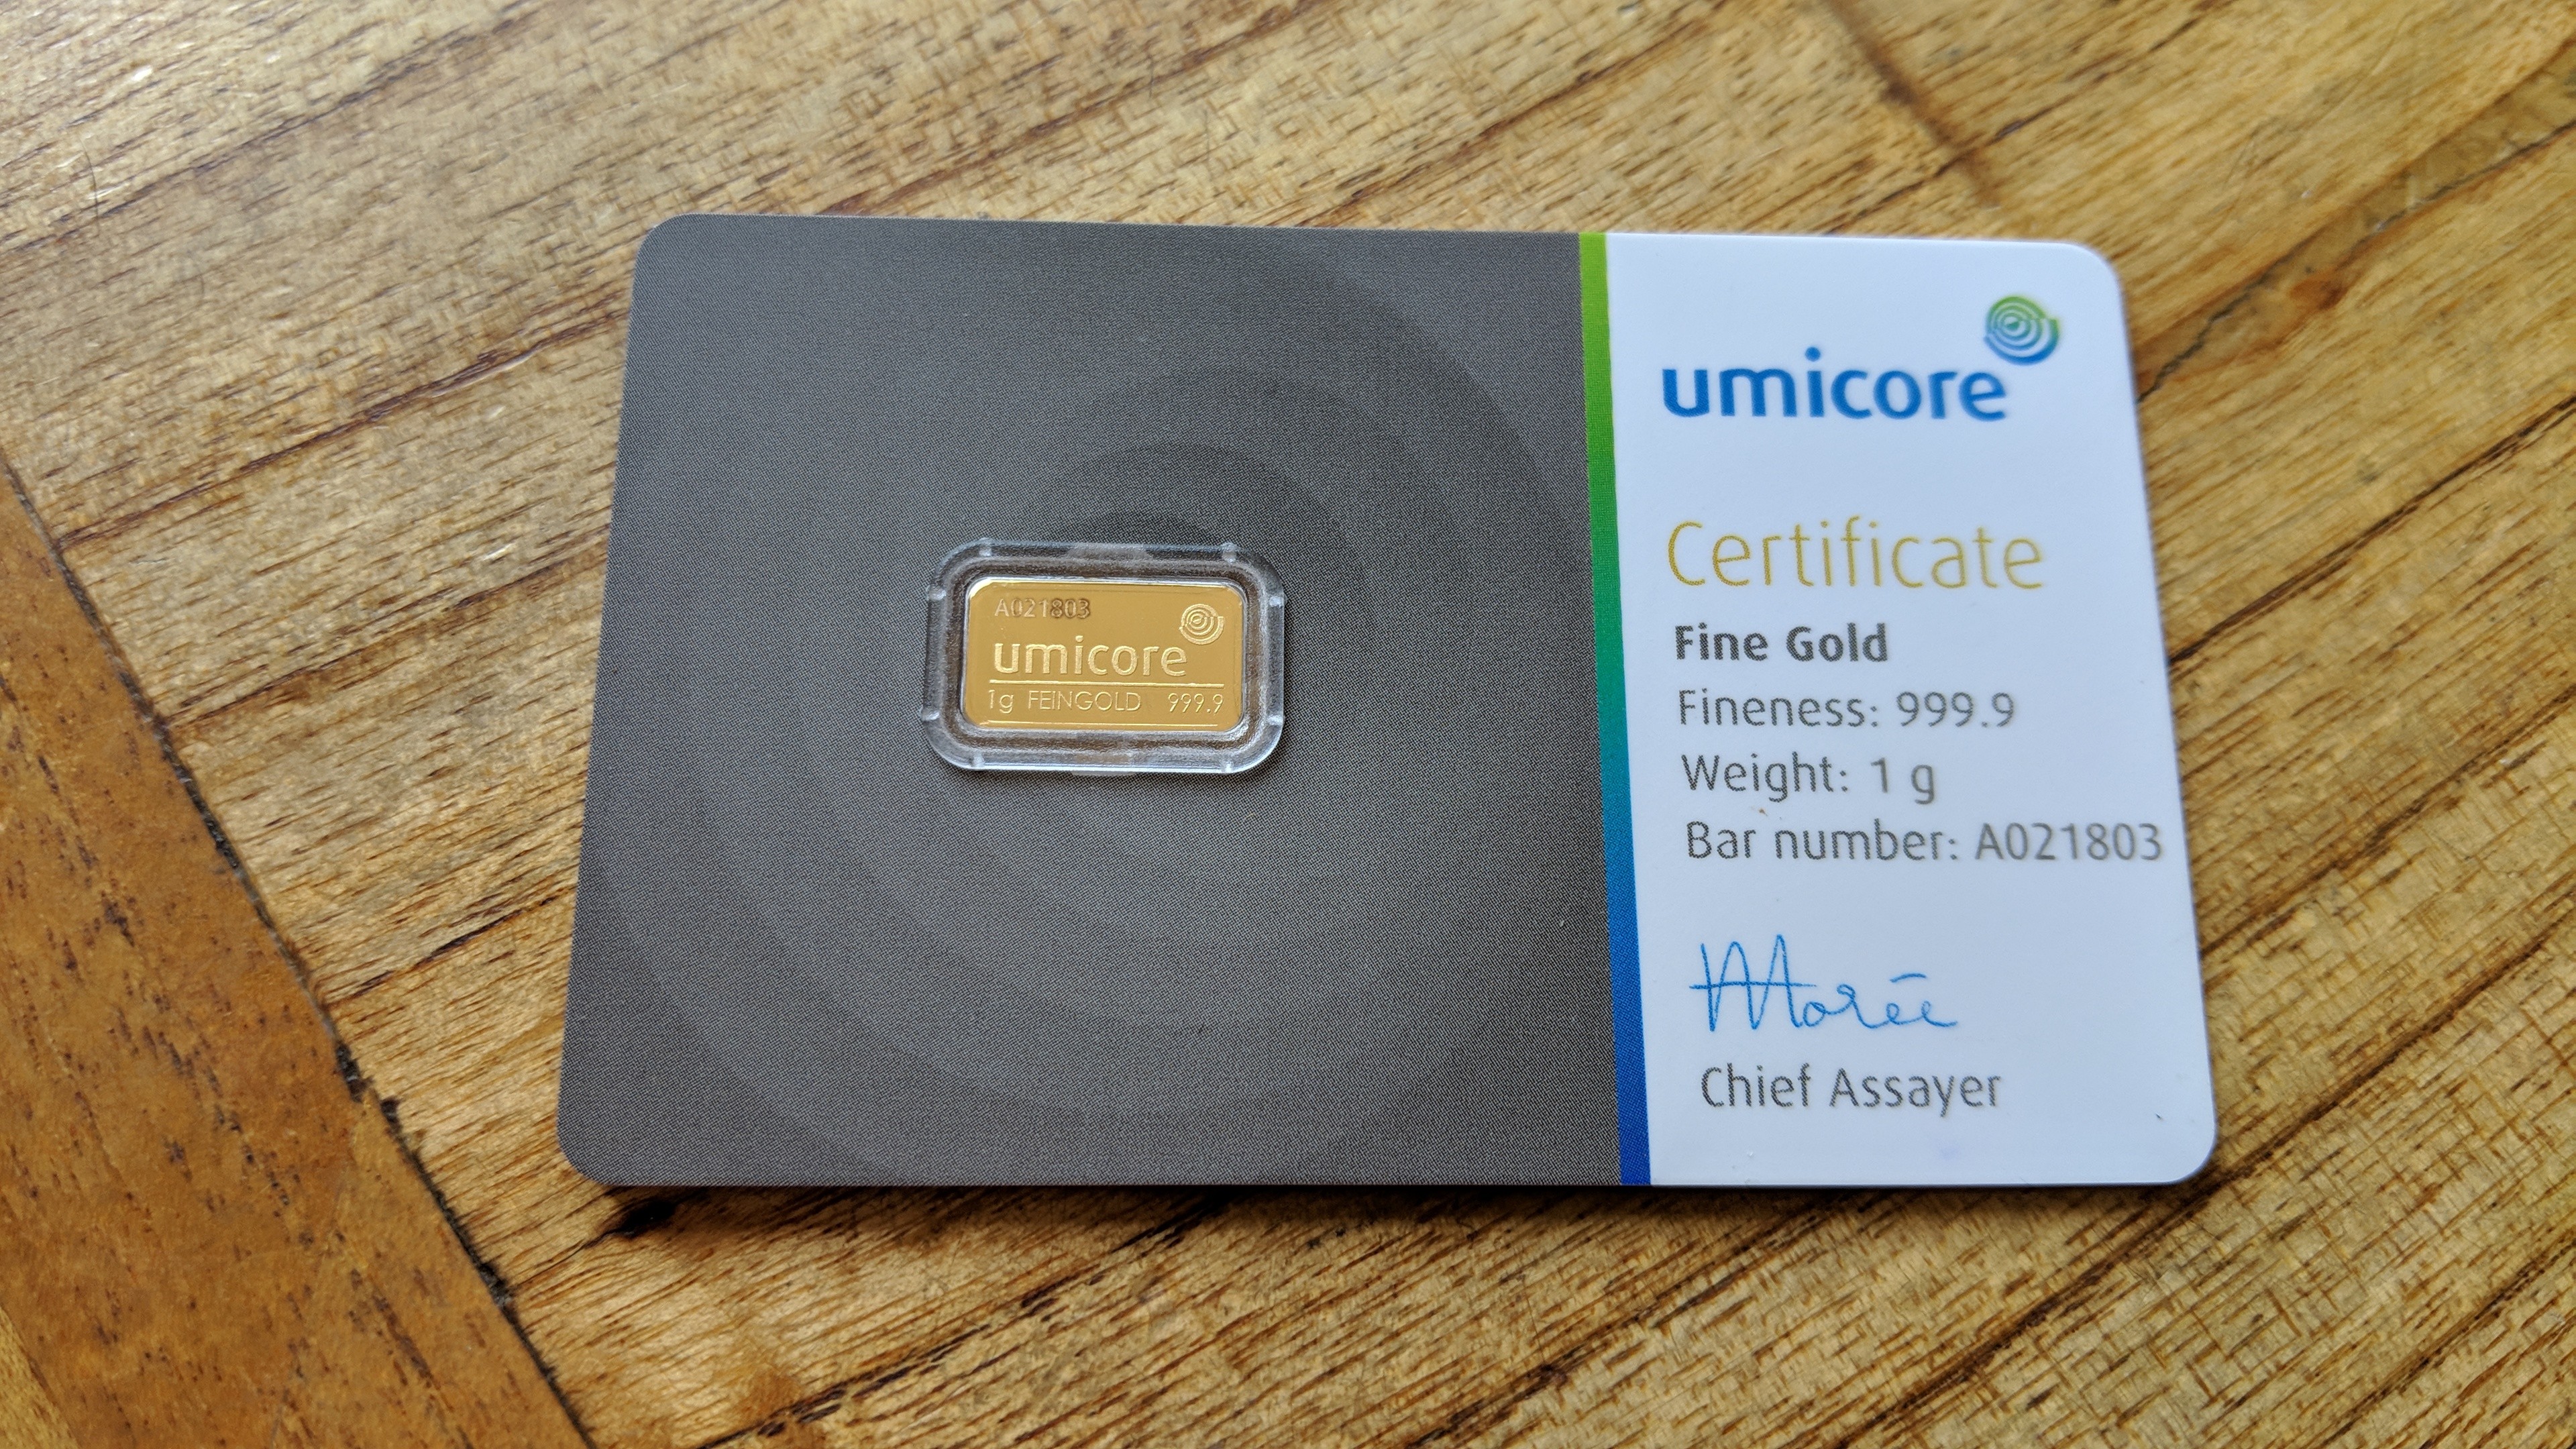 A021803
umicore
1g FEINGOLD 999.9
umicore
Certificate
Fine Gold
Fineness: 999.9
Weight: 1 g
Bar number: A021803
Morée
Chief Assayer